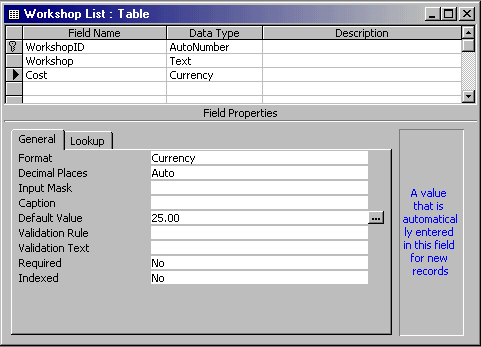 Workshop List : Table
Field Name Data Type Description
WorkshopID AutoNumber
Workshop Text
Cost Currency
Field Properties
General Lookup
Format Currency
Decimal Places Auto
Input Mask
Caption
Default Value 25.00 ...
Validation Rule
Validation Text
Required No
Indexed No
A value
that is
automatical
ly entered
in this field
for new
records